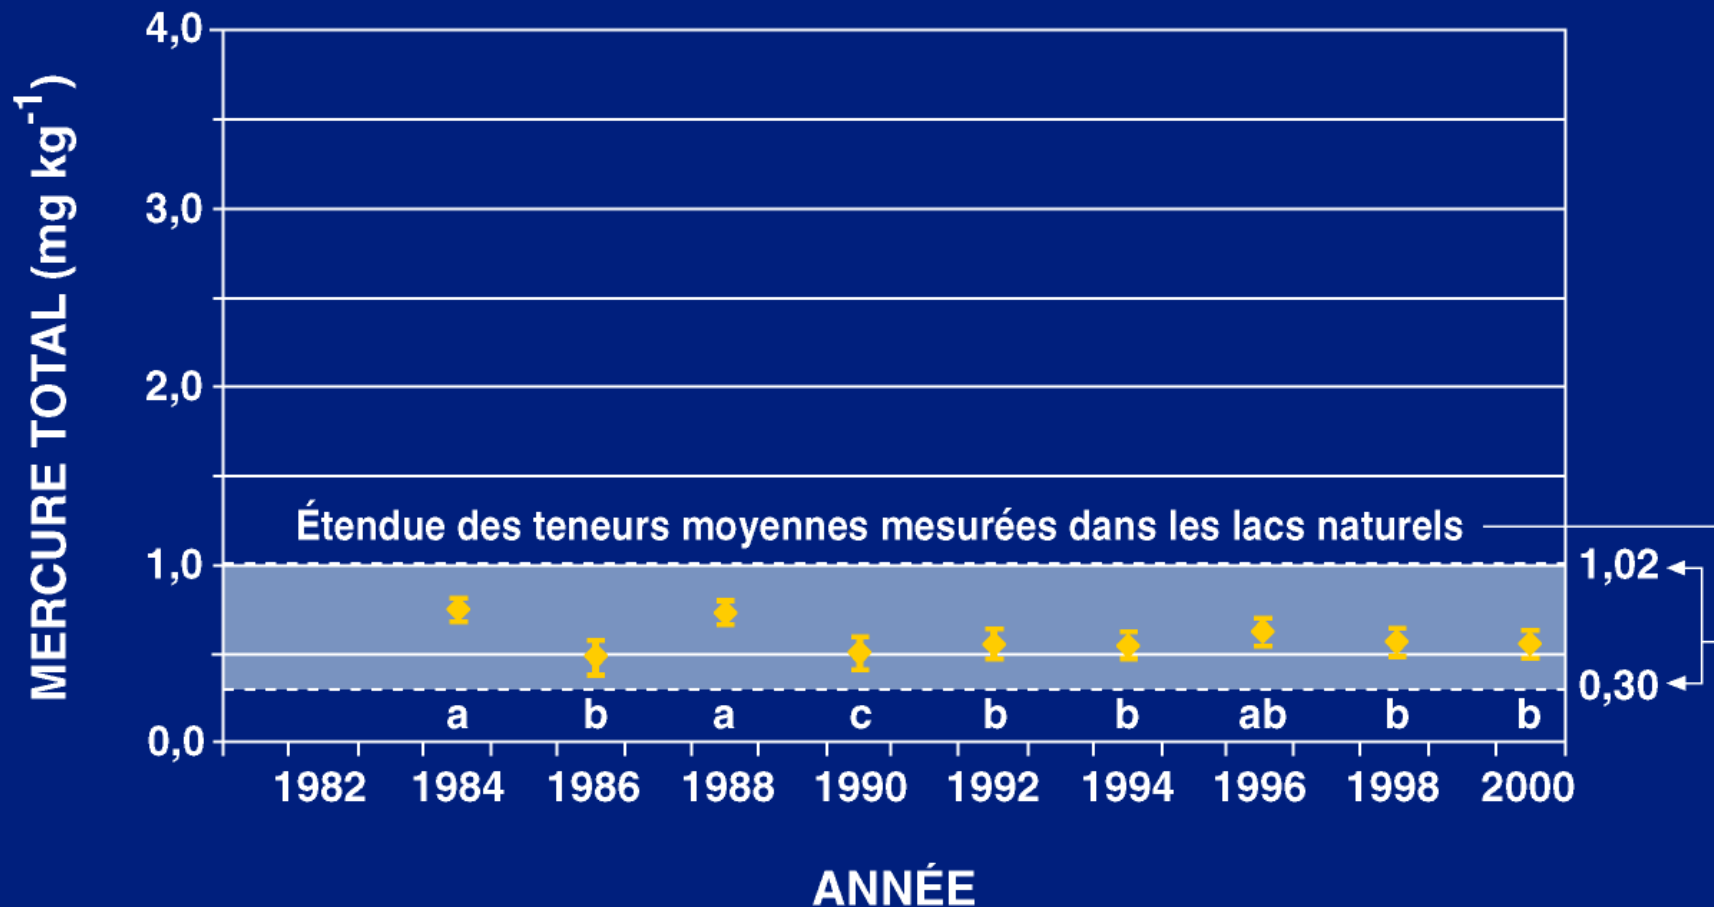 4,0
3,0
2,0
1,0
0,0
MERCURE TOTAL (mg kg-1)
Étendue des teneurs moyennes mesurées dans les lacs naturels
1,02
0,30
a b a c b b ab b b
1982 1984 1986 1988 1990 1992 1994 1996 1998 2000
ANNÉE